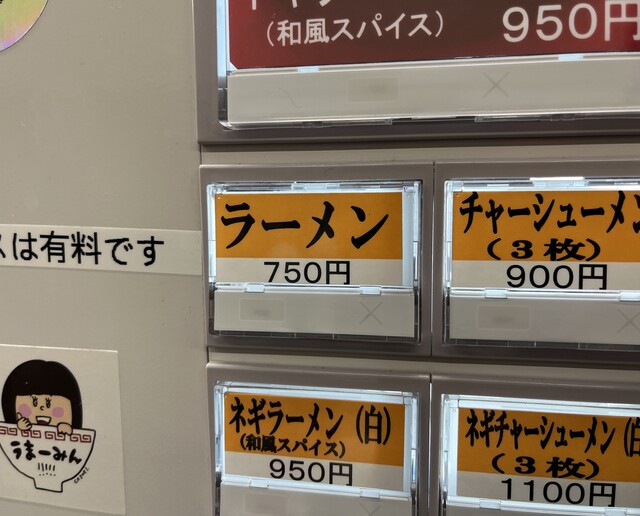 （和風スパイス）
950円
ラーメン
750円
チャーシューメン
（3枚）
900円
スは有料です
うまーみん
ネギラーメン（白）
（和風スパイス）
950円
ネギチャーシューメン（白
（3枚）
1100円